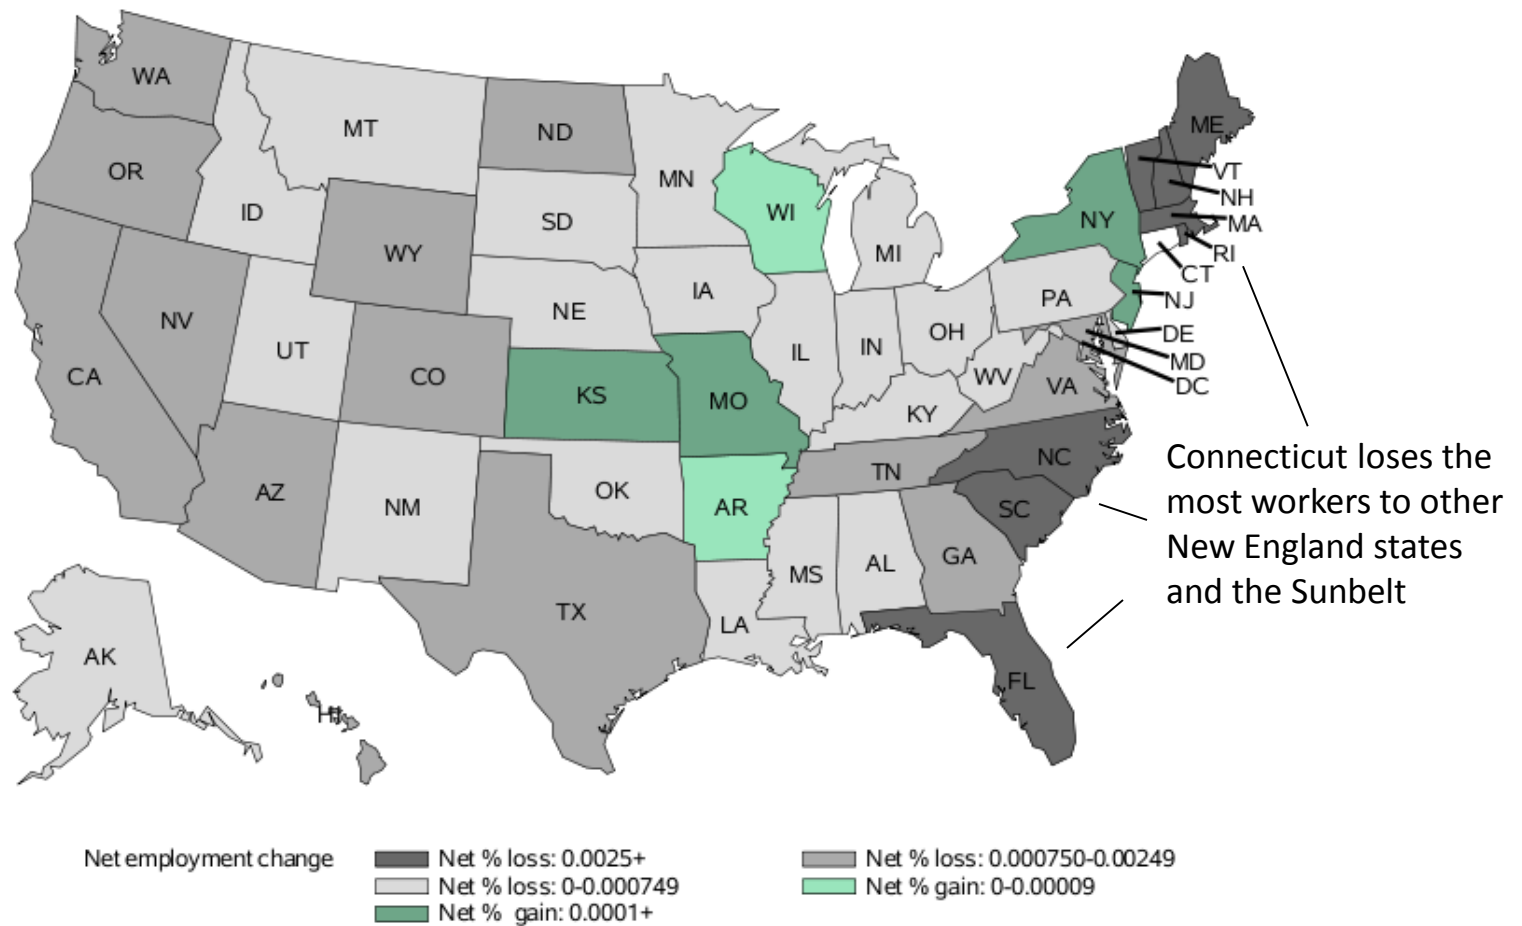 WA
MT
ND
ME
OR
MN
VT
ID
SD
WI
NH
NY
MA
WY
MI
RI
CT
IA
PA
NJ
NE
NV
OH
DE
UT
IL
IN
MD
CA
CO
WV
VA
DC
KS
MO
KY
NC
TN
AZ
OK
NM
AR
SC
GA
MS
AL
TX
LA
AK
FL
HI
Connecticut loses the
most workers to other
New England states
and the Sunbelt
Net employment change
Net % loss: 0.0025+
Net % loss: 0.000750-0.00249
Net % loss: 0-0.000749
Net % gain: 0-0.00009
Net % gain: 0.0001+